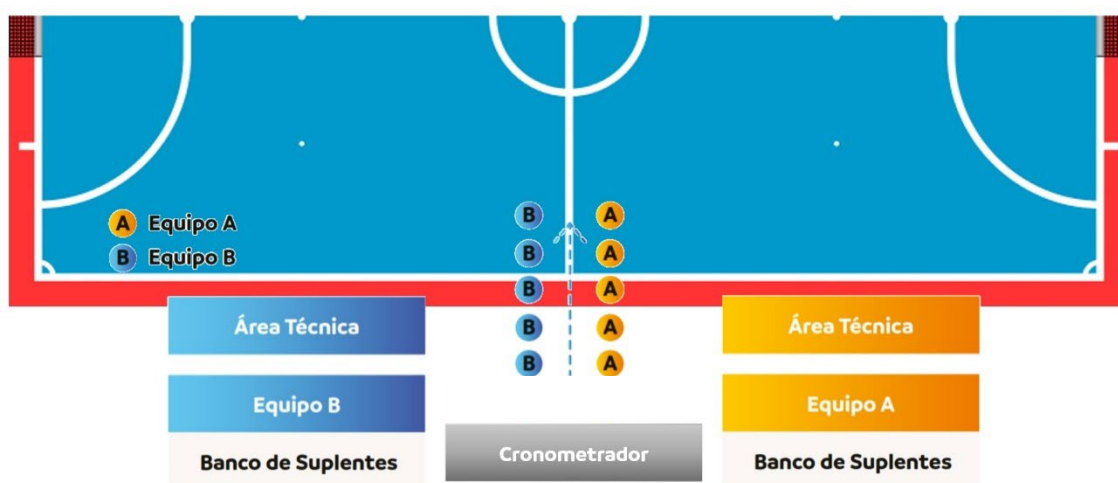 A Equipo A
B Equipo B
B A
B A
B A
B A
B A
Área Técnica
Área Técnica
Equipo B
Equipo A
Banco de Suplentes
Cronometrador
Banco de Suplentes